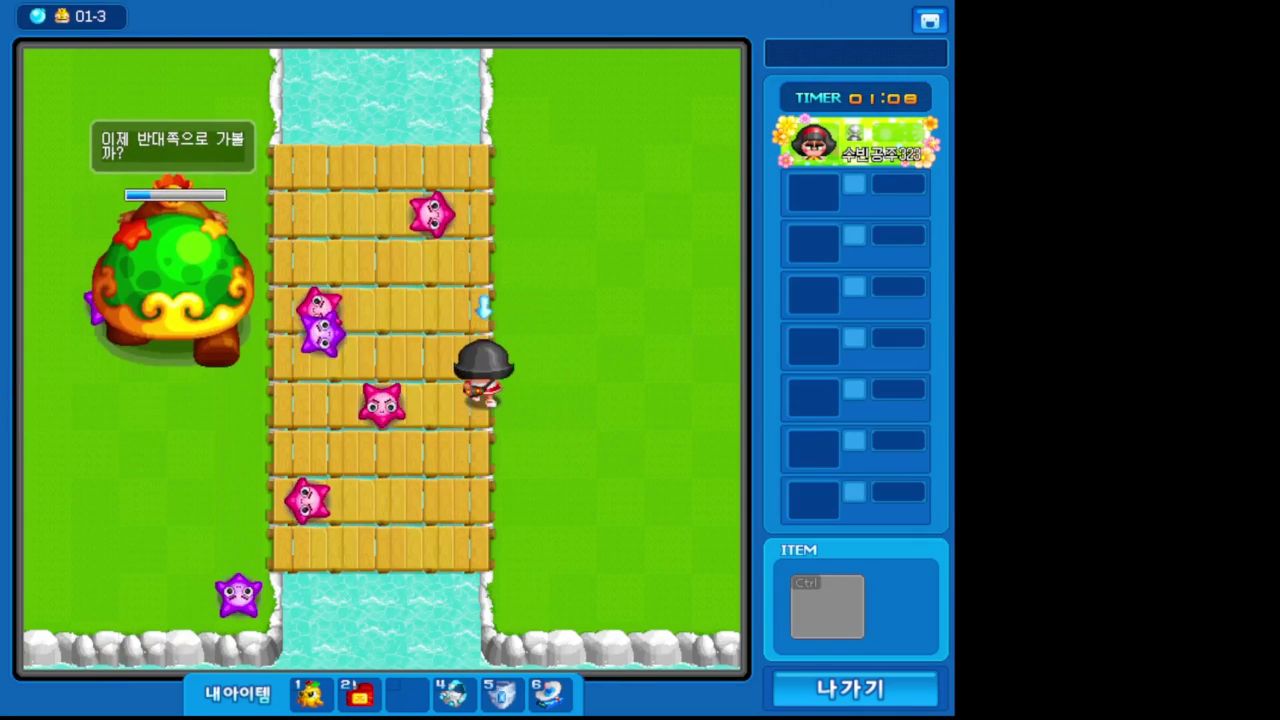 01-3
이제 반대쪽으로 가볼
까?
TIMER 01:08
수빈공주323
ITEM
Ctrl
내아이템
1
2
4
5
6
나가기